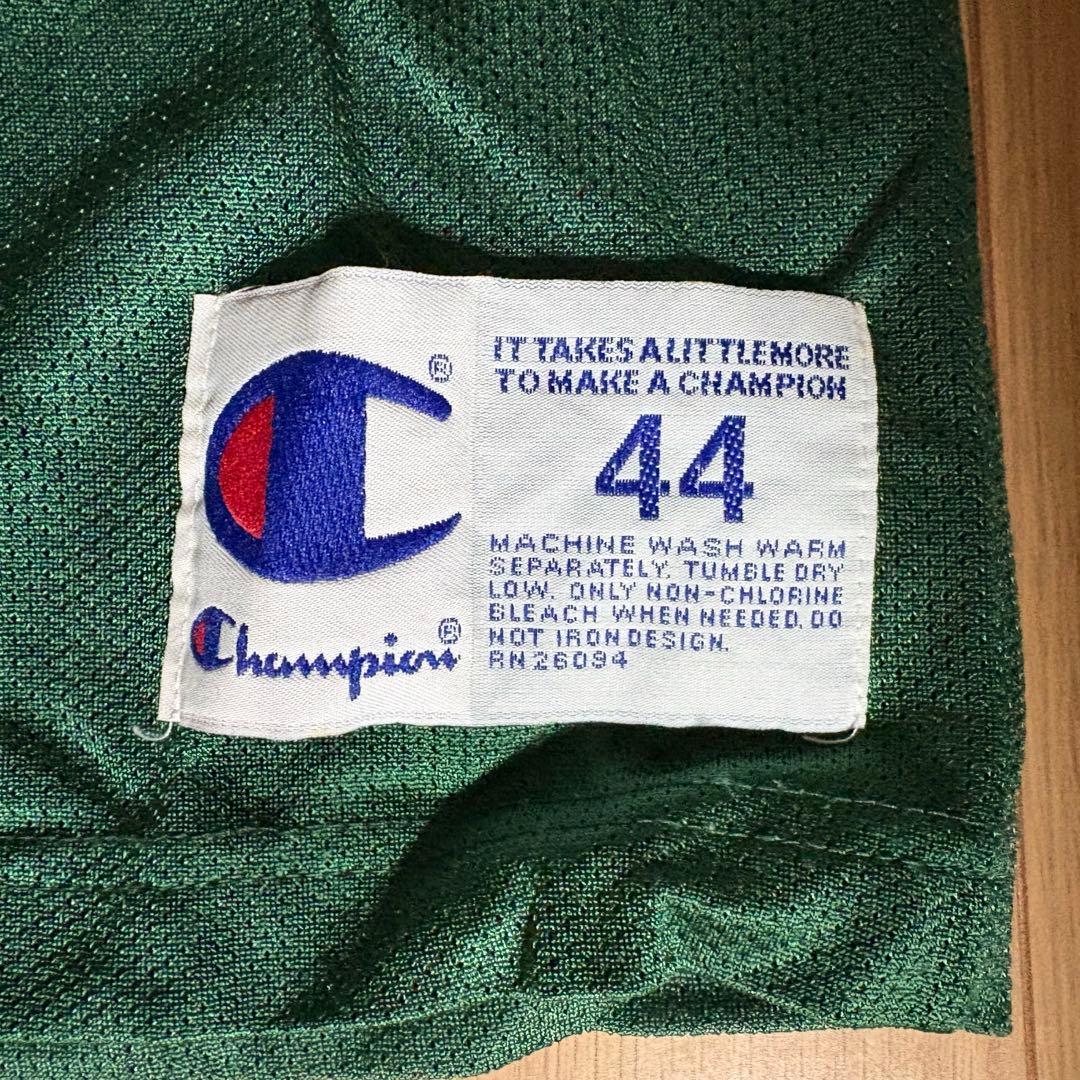 IT TAKES A LITTLE MORE
TO MAKE A CHAMPION
44
MACHINE WASH WARM
SEPARATELY. TUMBLE DRY
LOW. ONLY NON-CHLORINE
BLEACH WHEN NEEDED. DO
NOT IRON DESIGN.
RN 26094
®
Champion®